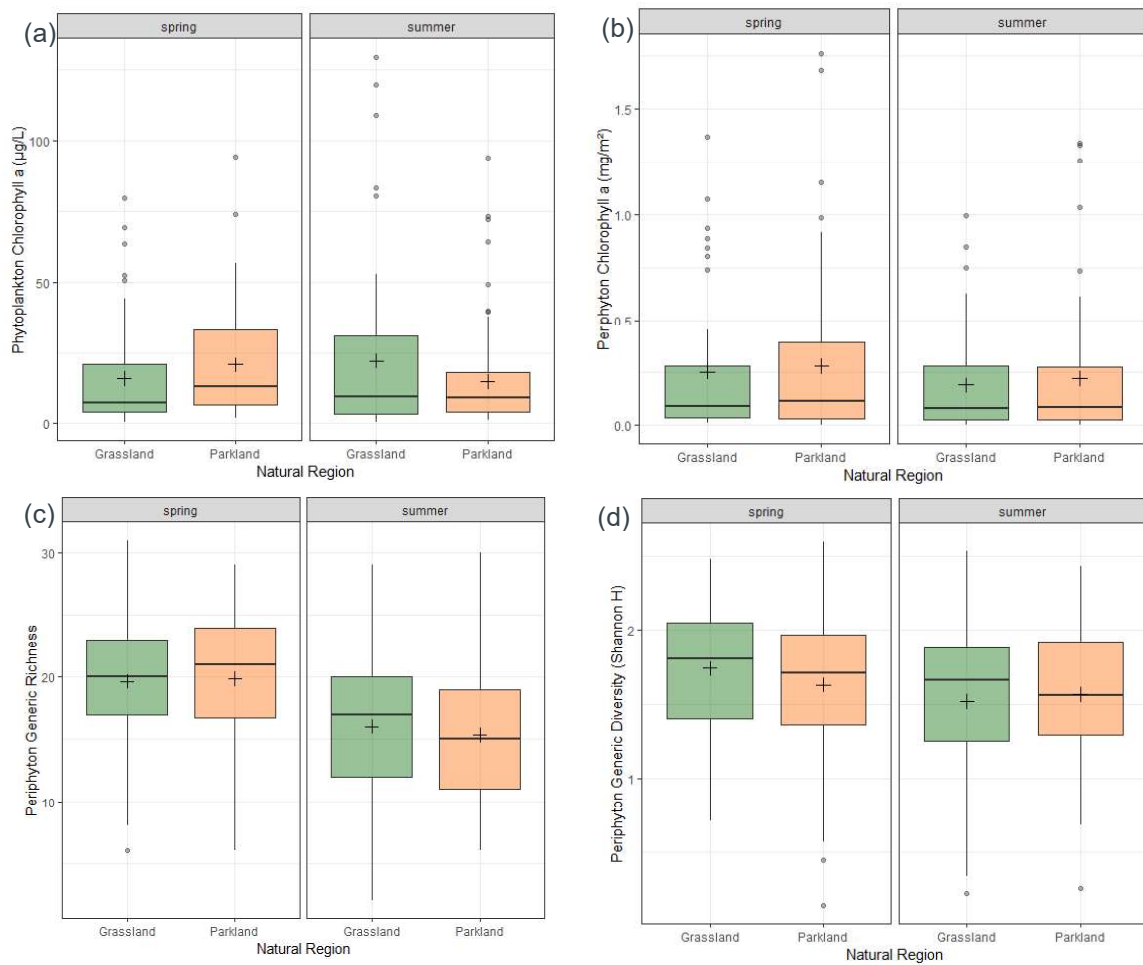 (a)
spring
summer
Phytoplankton Chlorophyll a (µg/L)
100
50
0
Grassland
Parkland
Grassland
Parkland
Natural Region
(b)
spring
summer
Perphyton Chlorophyll a (mg/m²)
1.5
1.0
0.5
0.0
Grassland
Parkland
Grassland
Parkland
Natural Region
(c)
spring
summer
Periphyton Generic Richness
30
20
10
Grassland
Parkland
Grassland
Parkland
Natural Region
(d)
spring
summer
Periphyton Generic Diversity (Shannon H)
2
1
Grassland
Parkland
Grassland
Parkland
Natural Region